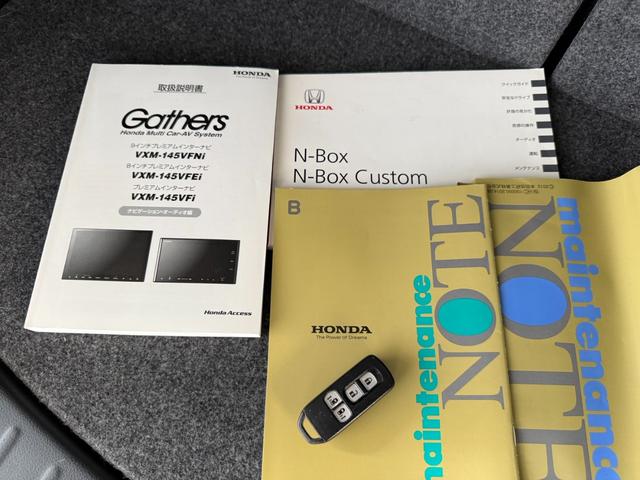 HONDA
The Power of Dreams
取扱説明書
Gathers
Honda Multi Car-AV System
9インチプレミアムインターナビ
VXM-145VFNi
8インチプレミアムインターナビ
VXM-145VFEi
プレミアムインターナビ
VXM-145VFi
ナビゲーション・オーディオ編
Honda Access
HONDA
N-Box
N-Box Custom
クイックガイド
安全なドライブ
計器の見かた
各部の操作
オーディオ
運転
メンテナンス
B
HONDA
The Power of Dreams
maintenance
NOTE
maintenance
NOTE